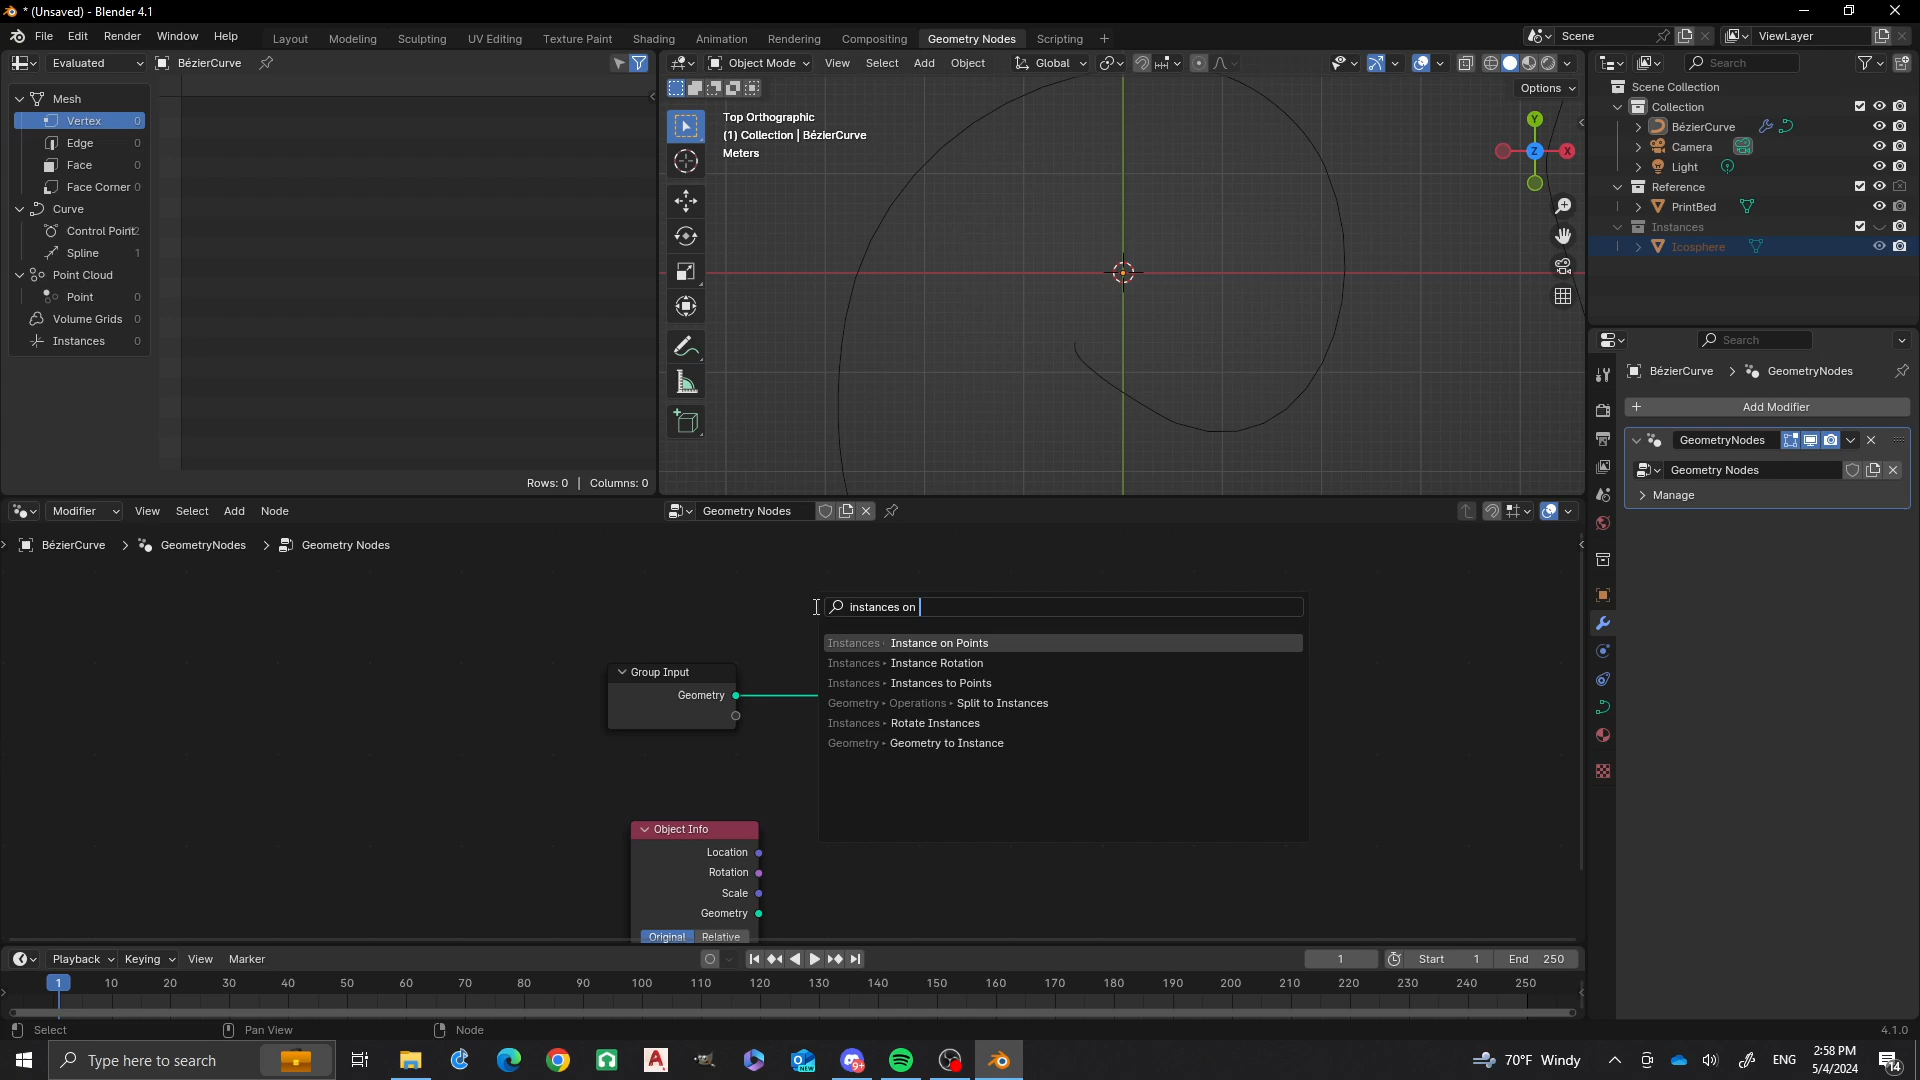 * (Unsaved) - Blender 4.1
File Edit Render Window Help Layout Modeling Sculpting UV Editing Texture Paint Shading Animation Rendering Compositing Geometry Nodes Scripting + Scene ViewLayer
Evaluated BézierCurve
Mesh
Vertex 0
Edge 0
Face 0
Face Corner 0
Curve
Control Point
Spline 1
Point Cloud
Point 0
Volume Grids 0
Instances 0
Rows: 0 | Columns: 0
Object Mode View Select Add Object Global
Options
Top Orthographic
(1) Collection | BézierCurve
Meters
Y
X
Z
Search
Scene Collection
Collection
BézierCurve
Camera
Light
Reference
PrintBed
Instances
Icosphere
Search
BézierCurve > GeometryNodes
+ Add Modifier
GeometryNodes
Geometry Nodes
Manage
Modifier View Select Add Node Geometry Nodes
BézierCurve > GeometryNodes > Geometry Nodes
Group Input
Geometry
instances on
Instances Instance on Points
Instances Instance Rotation
Instances Instances to Points
Geometry Operations Split to Instances
Instances Rotate Instances
Geometry Geometry to Instance
Object Info
Location
Rotation
Scale
Geometry
Original Relative
Playback Keying View Marker 1 Start 1 End 250
1 10 20 30 40 50 60 70 80 90 100 110 120 130 140 150 160 170 180 190 200 210 220 230 240 250
Select Pan View Node 4.1.0
Type here to search 9+ 70°F Windy ENG 2:58 PM
5/4/2024 14